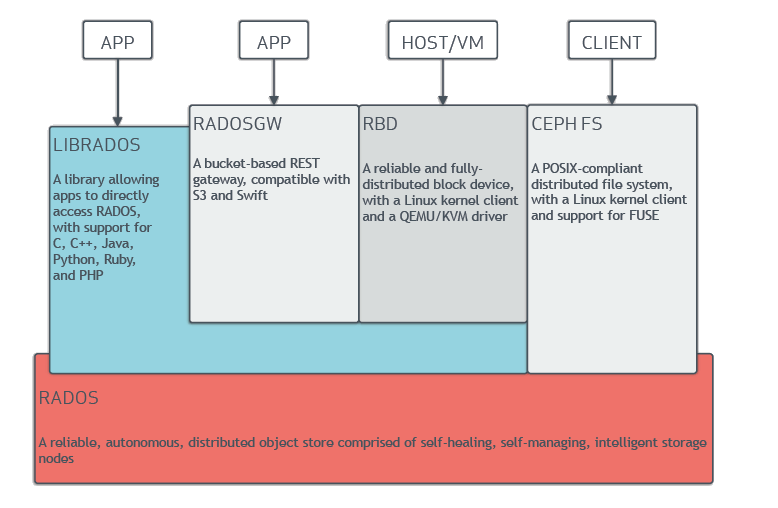 APP
APP
HOST/VM
CLIENT
LIBRADOS
A library allowing
apps to directly
access RADOS,
with support for
C, C++, Java,
Python, Ruby,
and PHP
RADOSGW
A bucket-based REST
gateway, compatible with
S3 and Swift
RBD
A reliable and fully-
distributed block device,
with a Linux kernel client
and a QEMU/KVM driver
CEPH FS
A POSIX-compliant
distributed file system,
with a Linux kernel client
and support for FUSE
RADOS
A reliable, autonomous, distributed object store comprised of self-healing, self-managing, intelligent storage
nodes